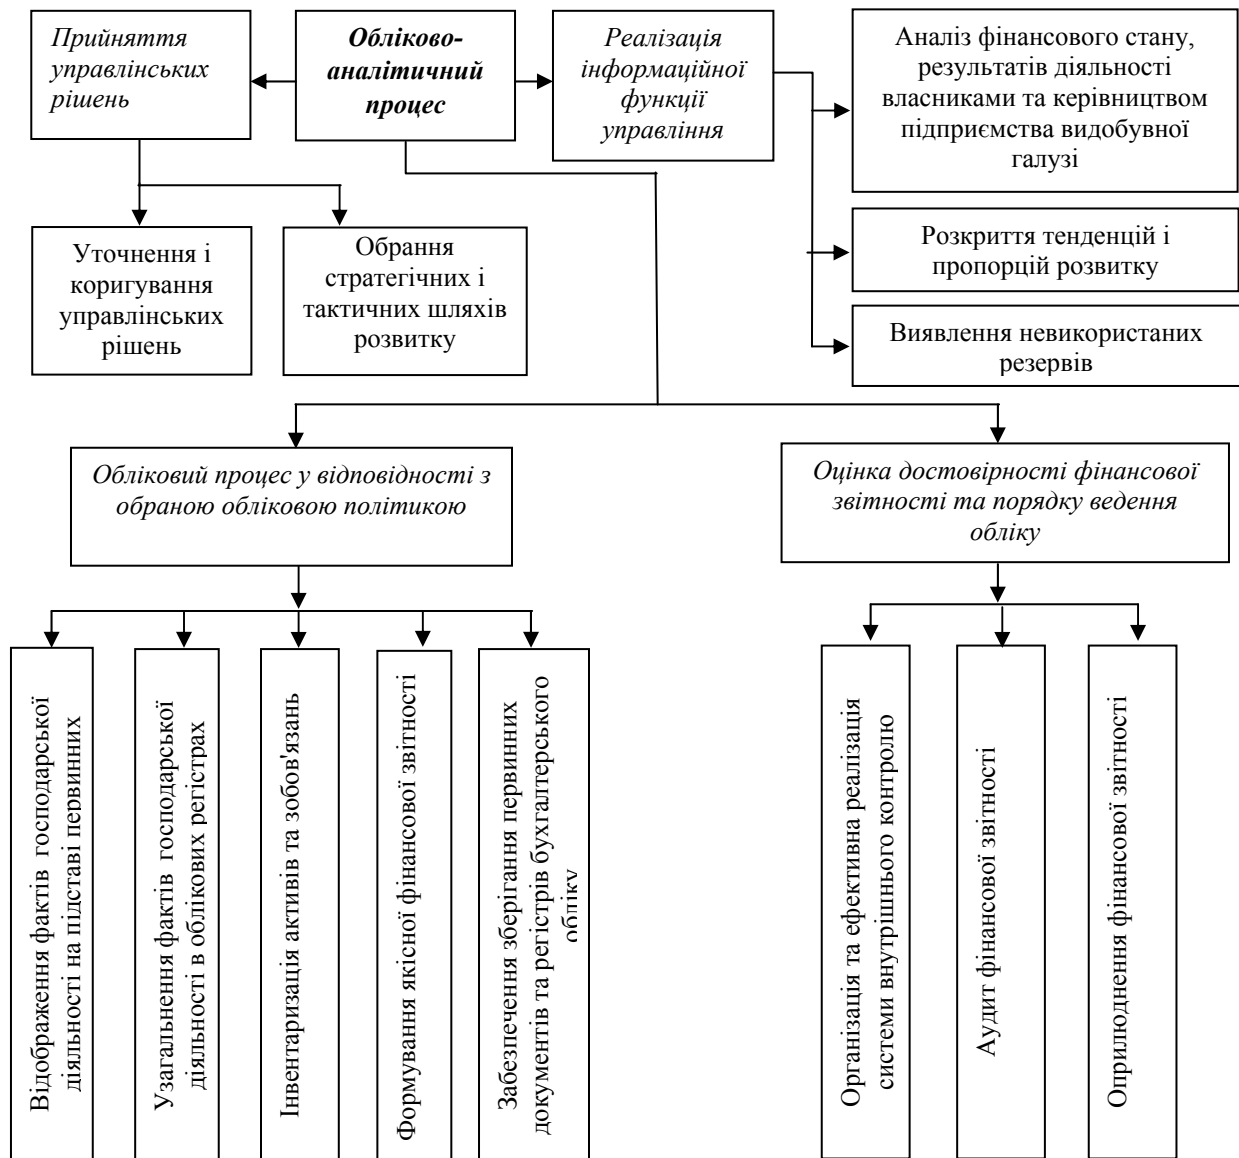 Прийняття
управлінських
рішень
Обліково-
аналітичний
процес
Реалізація
інформаційної
функції
управління
Аналіз фінансового стану,
результатів діяльності
власниками та керівництвом
підприємства видобувної
галузі
Уточнення і
коригування
управлінських
рішень
Обрання
стратегічних і
тактичних шляхів
розвитку
Розкриття тенденцій і
пропорцій розвитку
Виявлення невикористаних
резервів
Обліковий процес у відповідності з
обраною обліковою політикою
Оцінка достовірності фінансової
звітності та порядку ведення
обліку
Відображення фактів господарської
діяльності на підставі первинних
Узагальнення фактів господарської
діяльності в облікових регістрах
Інвентаризація активів та зобов'язань
Формування якісної фінансової звітності
Забезпечення зберігання первинних
документів та регістрів бухгалтерського
обліку
Організація та ефективна реалізація
системи внутрішнього контролю
Аудит фінансової звітності
Оприлюднення фінансової звітності